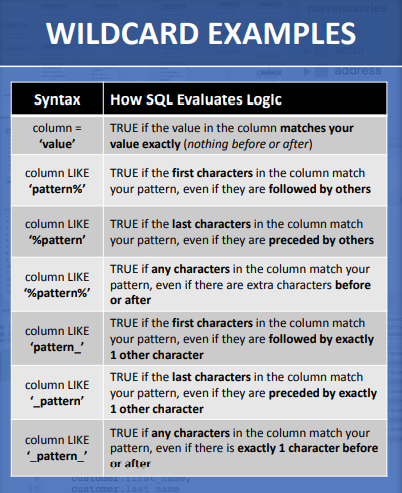 mavenmovies
address
WILDCARD EXAMPLES
Syntax
How SQL Evaluates Logic
column =
‘value’
TRUE if the value in the column matches your
value exactly (nothing before or after)
column LIKE
‘pattern%’
TRUE if the first characters in the column match
your pattern, even if they are followed by others
column LIKE
‘%pattern’
TRUE if the last characters in the column match
your pattern, even if they are preceded by others
column LIKE
‘%pattern%’
TRUE if any characters in the column match your
pattern, even if there are extra characters before
or after
column LIKE
‘pattern_’
TRUE if the first characters in the column match
your pattern, even if they are followed by exactly
1 other character
column LIKE
‘_pattern’
TRUE if the last characters in the column match
your pattern, even if they are preceded by exactly
1 other character
column LIKE
‘_pattern_’
TRUE if any characters in the column match your
pattern, even if there is exactly 1 character before
or after
9 customer.first_name,
10 customer.last_name